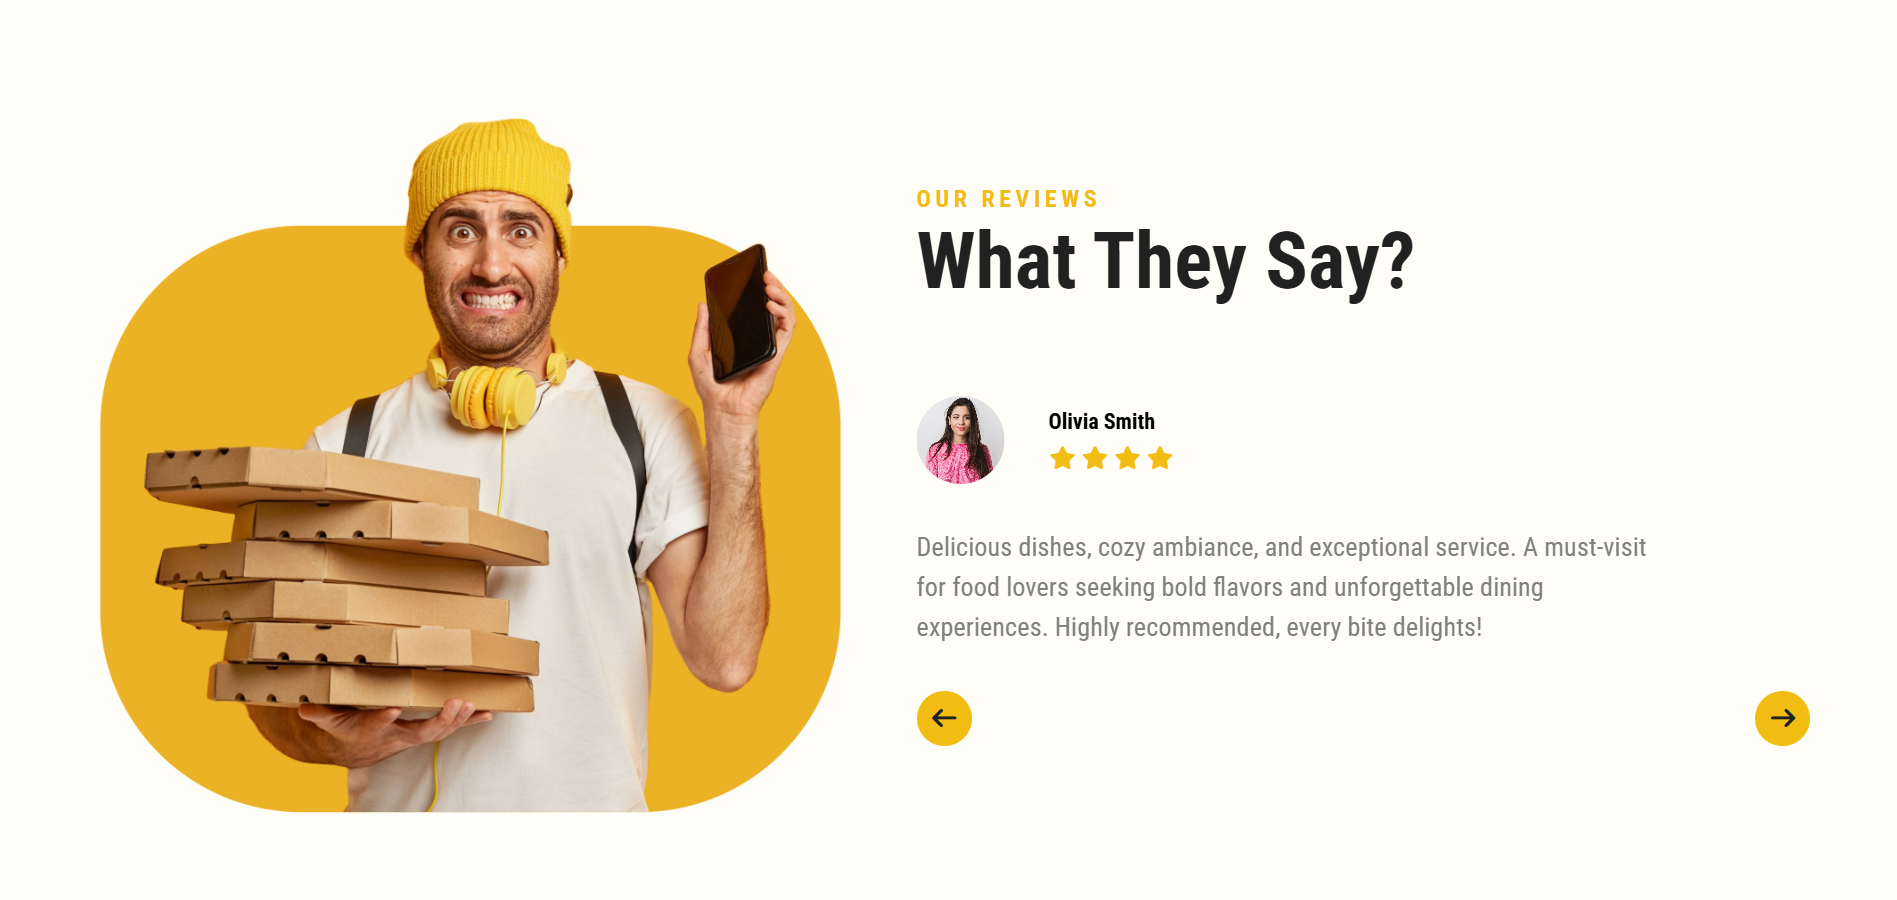 OUR REVIEWS
What They Say?
Olivia Smith
Delicious dishes, cozy ambiance, and exceptional service. A must-visit
for food lovers seeking bold flavors and unforgettable dining
experiences. Highly recommended, every bite delights!